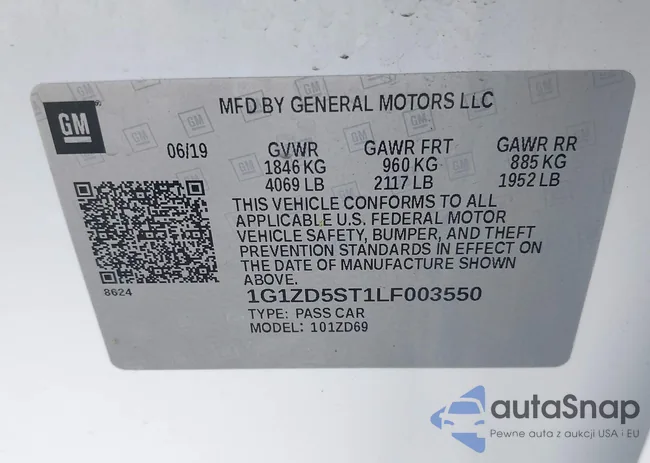 GM
MFD BY GENERAL MOTORS LLC
06/19 GVWR GAWR FRT GAWR RR
1846 KG 960 KG 885 KG
4069 LB 2117 LB 1952 LB
THIS VEHICLE CONFORMS TO ALL
APPLICABLE U.S. FEDERAL MOTOR
VEHICLE SAFETY, BUMPER, AND THEFT
PREVENTION STANDARDS IN EFFECT ON
THE DATE OF MANUFACTURE SHOWN
ABOVE.
8624
1G1ZD5ST1LF003550
TYPE: PASS CAR
MODEL: 101ZD69
autaSnap
Pewne auta z aukcji USA i EU